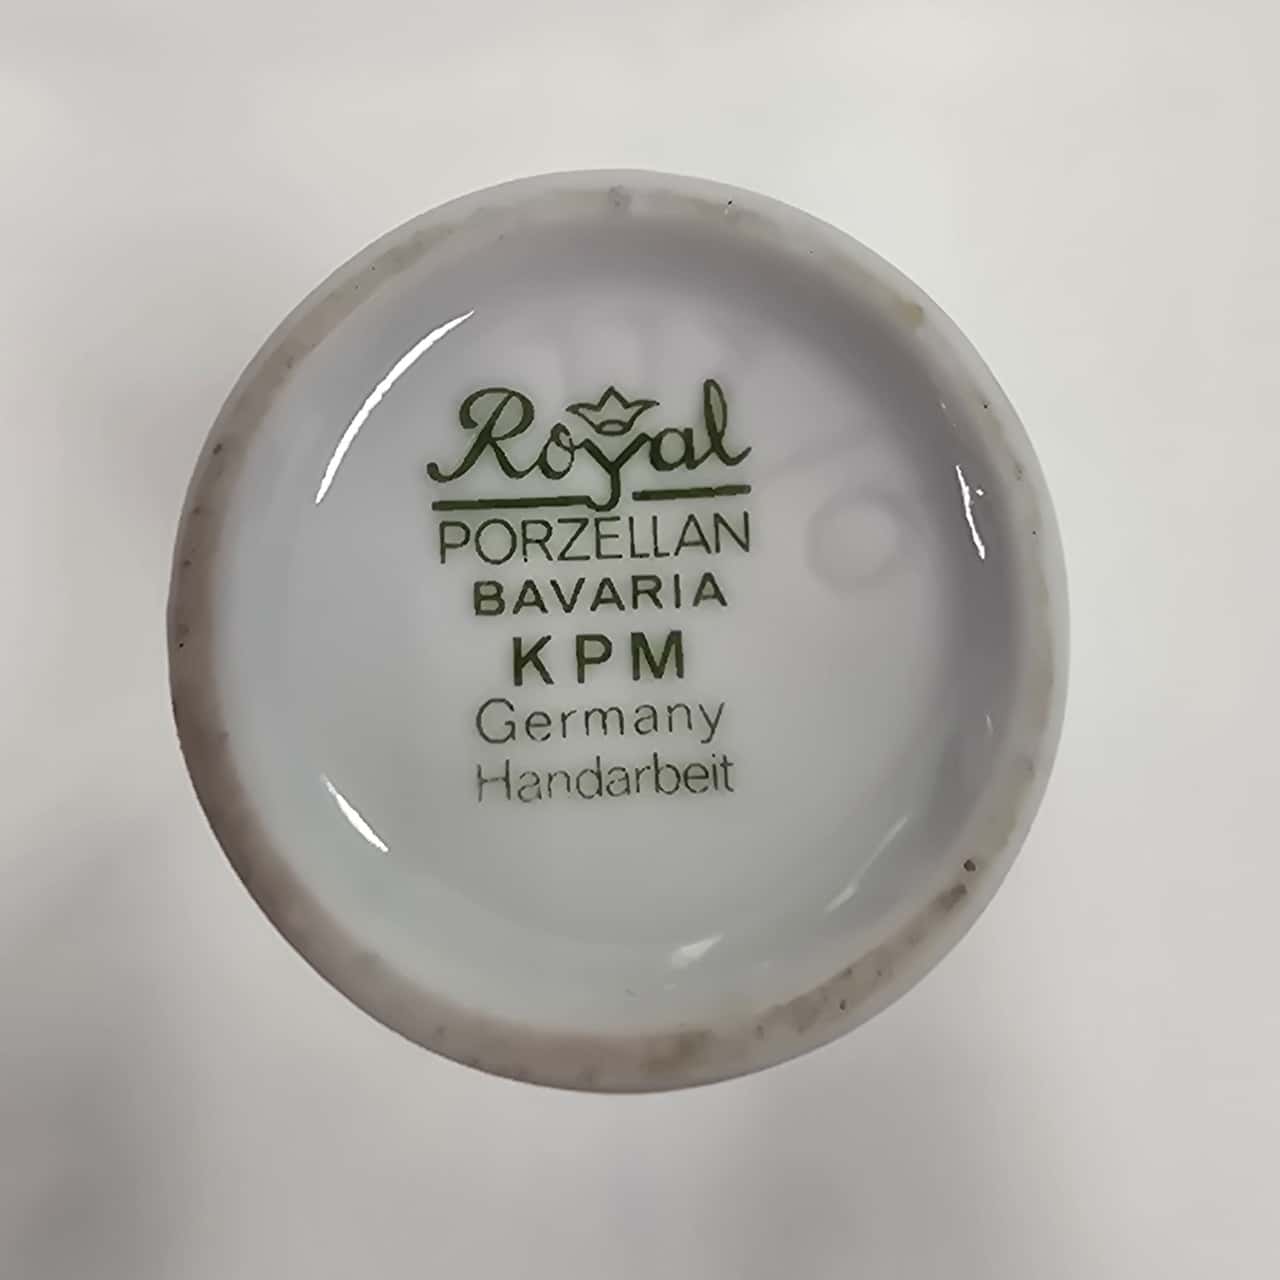 Royal
PORZELLAN
BAVARIA
KPM
Germany
Handarbeit